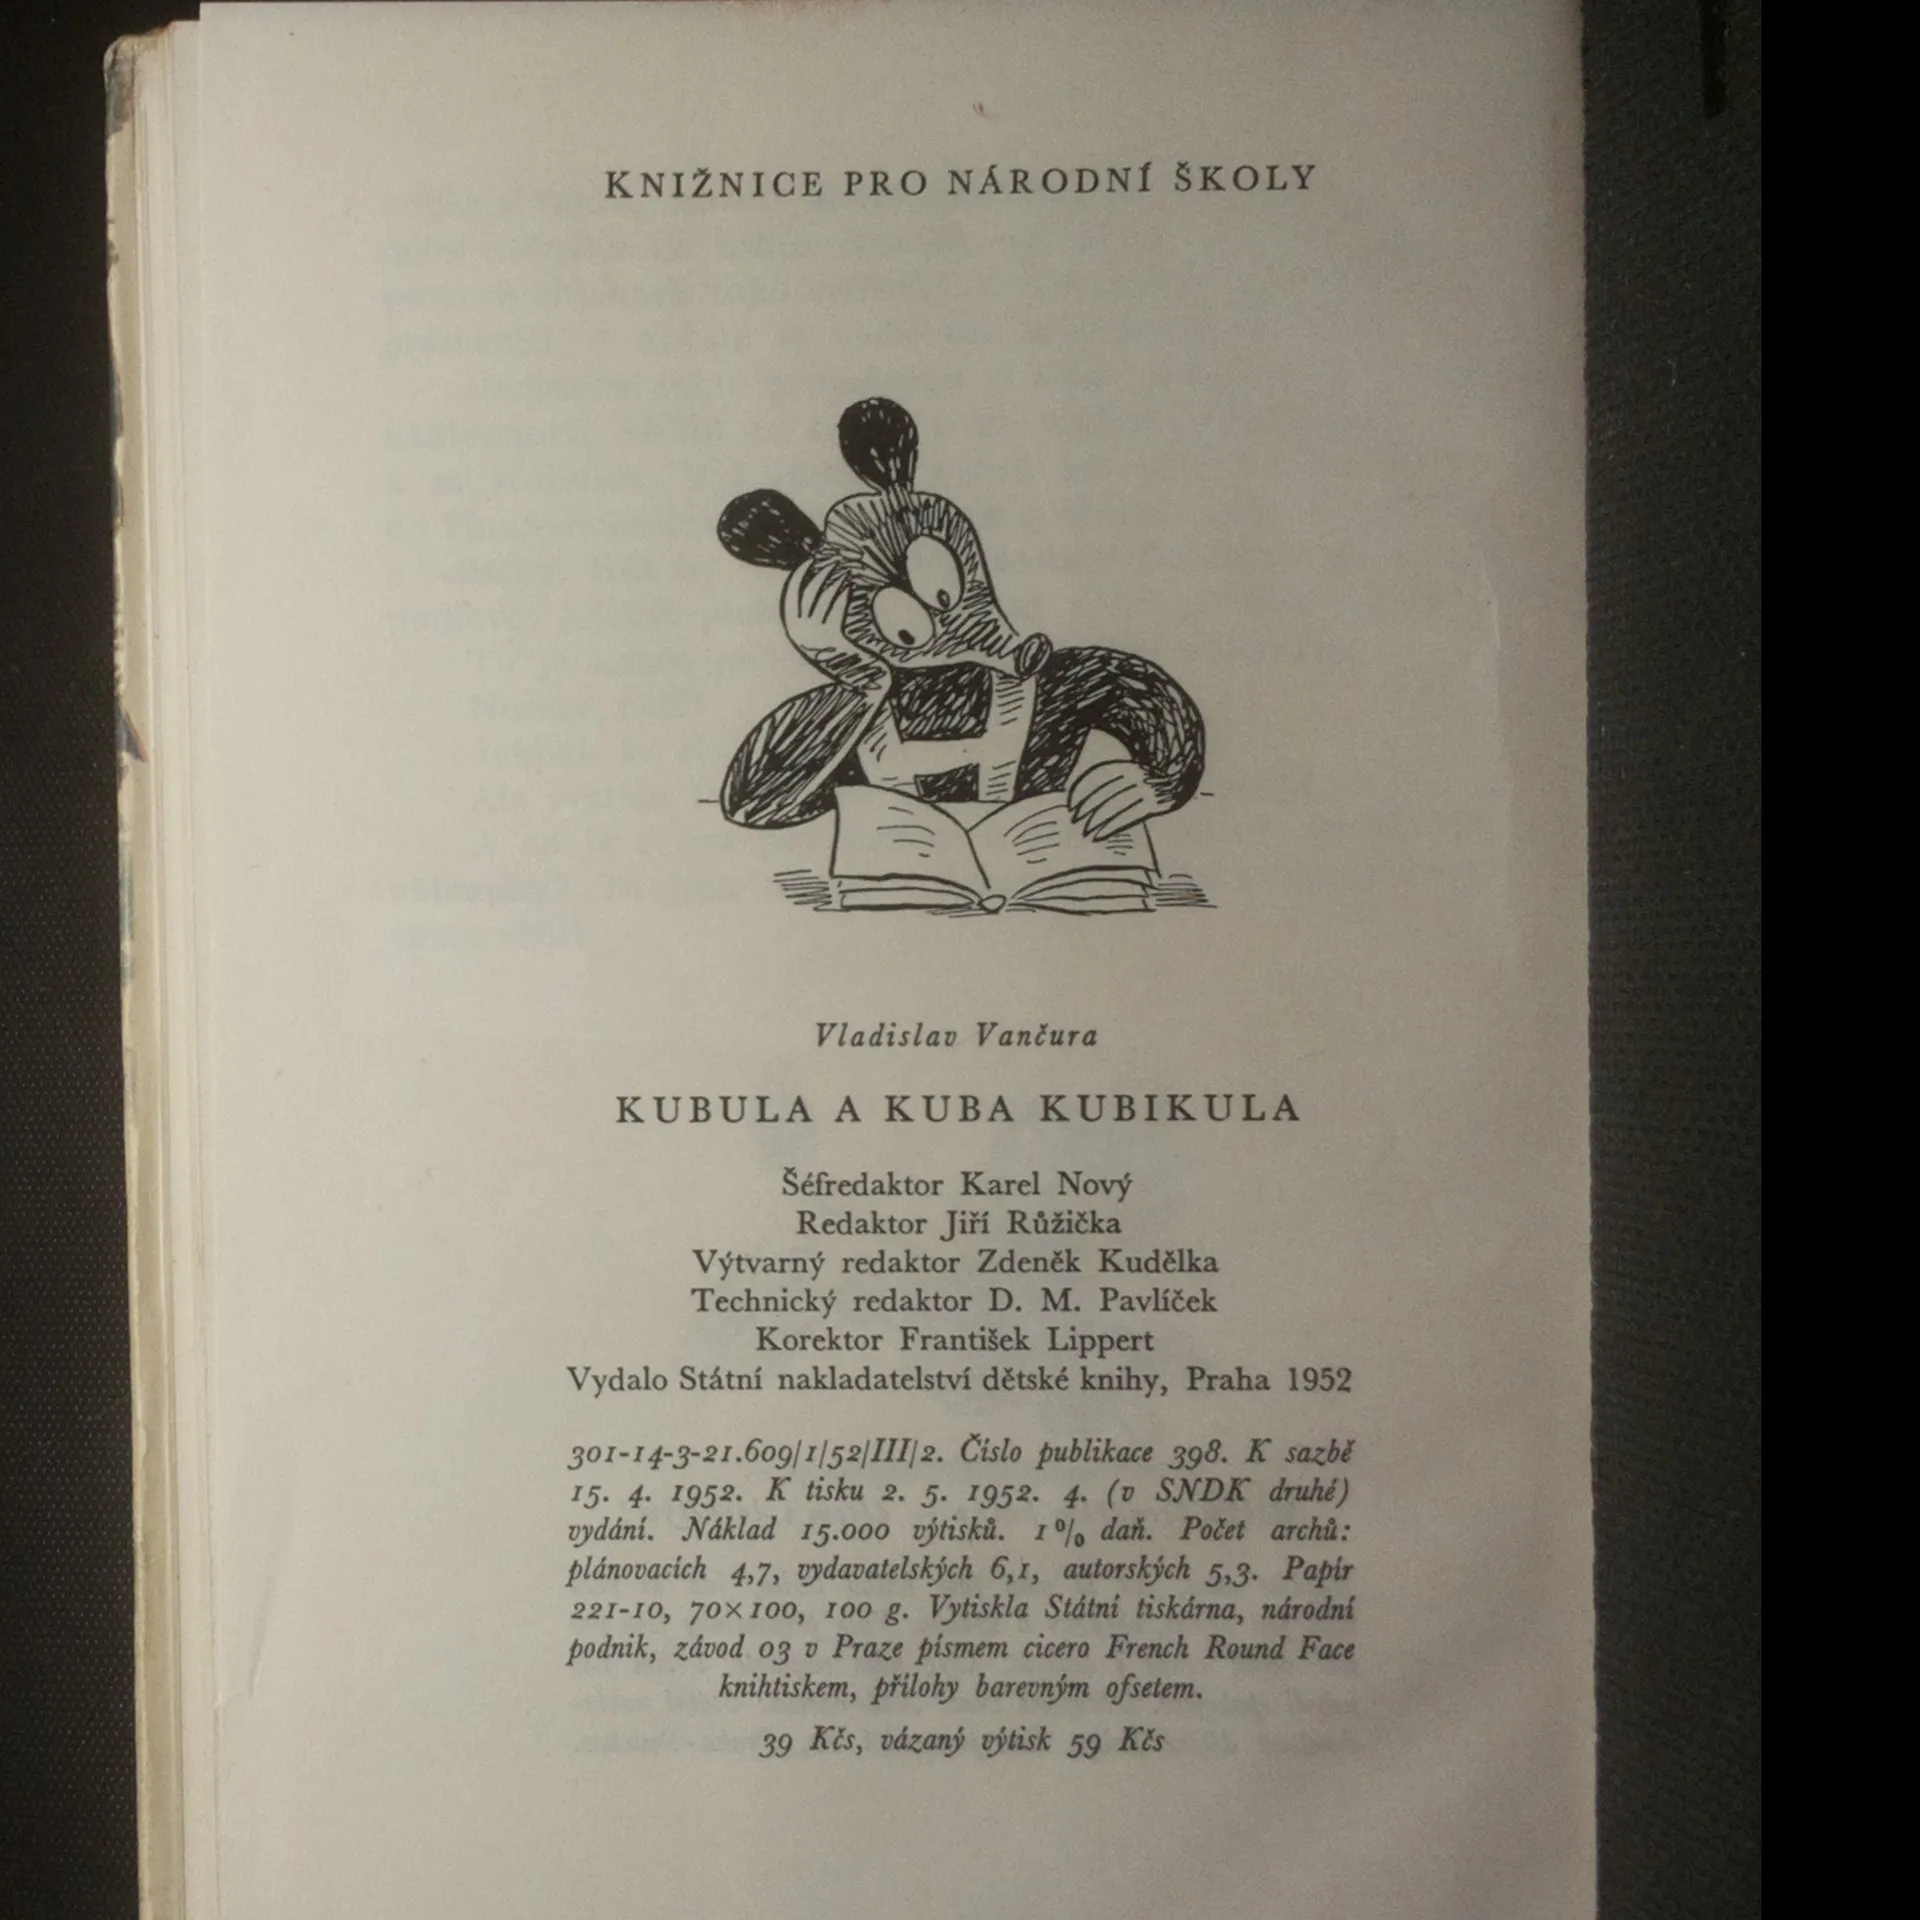 KNIŽNICE PRO NÁRODNÍ ŠKOLY
Vladislav Vančura
KUBULA A KUBA KUBIKULA
Šéfredaktor Karel Nový
Redaktor Jiří Růžička
Výtvarný redaktor Zdeněk Kudělka
Technický redaktor D. M. Pavlíček
Korektor František Lippert
Vydalo Státní nakladatelství dětské knihy, Praha 1952
301-14-3-21.609/1/52/III/2. Číslo publikace 398. K sazbě
15. 4. 1952. K tisku 2. 5. 1952. 4. (v SNDK druhé)
vydání. Náklad 15.000 výtisků. 1% daň. Počet archů:
plánovacích 4,7, vydavatelských 6,1, autorských 5,3. Papír
221-10, 70×100, 100 g. Vytiskla Státní tiskárna, národní
podnik, závod 03 v Praze písmem cicero French Round Face
knihtiskem, přílohy barevným ofsetem.
39 Kčs, vázaný výtisk 59 Kčs